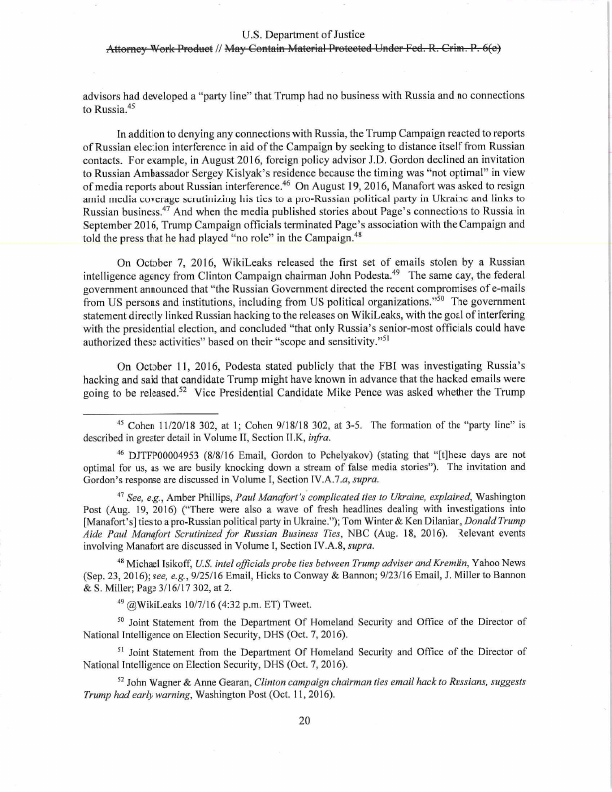 U.S. Department of Justice
Attorney Work Product // May Contain Material Protected Under Fed. R. Crim. P. 6(e)
advisors had developed a “party line” that Trump had no business with Russia and no connections
to Russia.45
In addition to denying any connections with Russia, the Trump Campaign reacted to reports
of Russian election interference in aid of the Campaign by seeking to distance itself from Russian
contacts. For example, in August 2016, foreign policy advisor J.D. Gordon declined an invitation
to Russian Ambassador Sergey Kislyak’s residence because the timing was “not optimal” in view
of media reports about Russian interference.46 On August 19, 2016, Manafort was asked to resign
amid media coverage scrutinizing his ties to a pro-Russian political party in Ukraine and links to
Russian business.47 And when the media published stories about Page’s connections to Russia in
September 2016, Trump Campaign officials terminated Page’s association with the Campaign and
told the press that he had played “no role” in the Campaign.48
On October 7, 2016, WikiLeaks released the first set of emails stolen by a Russian
intelligence agency from Clinton Campaign chairman John Podesta.49 The same day, the federal
government announced that “the Russian Government directed the recent compromises of e-mails
from US persons and institutions, including from US political organizations.”50 The government
statement directly linked Russian hacking to the releases on WikiLeaks, with the goal of interfering
with the presidential election, and concluded “that only Russia’s senior-most officials could have
authorized these activities” based on their “scope and sensitivity.”51
On October 11, 2016, Podesta stated publicly that the FBI was investigating Russia’s
hacking and said that candidate Trump might have known in advance that the hacked emails were
going to be released.52 Vice Presidential Candidate Mike Pence was asked whether the Trump
45 Cohen 11/20/18 302, at 1; Cohen 9/18/18 302, at 3-5. The formation of the “party line” is
described in greater detail in Volume II, Section II.K, infra.
46 DJTFP00004953 (8/8/16 Email, Gordon to Pchelyakov) (stating that “[t]hese days are not
optimal for us, as we are busily knocking down a stream of false media stories”). The invitation and
Gordon’s response are discussed in Volume I, Section IV.A.7.a, supra.
47 See, e.g., Amber Phillips, Paul Manafort’s complicated ties to Ukraine, explained, Washington
Post (Aug. 19, 2016) (“There were also a wave of fresh headlines dealing with investigations into
[Manafort’s] ties to a pro-Russian political party in Ukraine.”); Tom Winter & Ken Dilanian, Donald Trump
Aide Paul Manafort Scrutinized for Russian Business Ties, NBC (Aug. 18, 2016). Relevant events
involving Manafort are discussed in Volume I, Section IV.A.8, supra.
48 Michael Isikoff, U.S. intel officials probe ties between Trump adviser and Kremlin, Yahoo News
(Sep. 23, 2016); see, e.g., 9/25/16 Email, Hicks to Conway & Bannon; 9/23/16 Email, J. Miller to Bannon
& S. Miller; Page 3/16/17 302, at 2.
49 @WikiLeaks 10/7/16 (4:32 p.m. ET) Tweet.
50 Joint Statement from the Department Of Homeland Security and Office of the Director of
National Intelligence on Election Security, DHS (Oct. 7, 2016).
51 Joint Statement from the Department Of Homeland Security and Office of the Director of
National Intelligence on Election Security, DHS (Oct. 7, 2016).
52 John Wagner & Anne Gearan, Clinton campaign chairman ties email hack to Russians, suggests
Trump had early warning, Washington Post (Oct. 11, 2016).
20